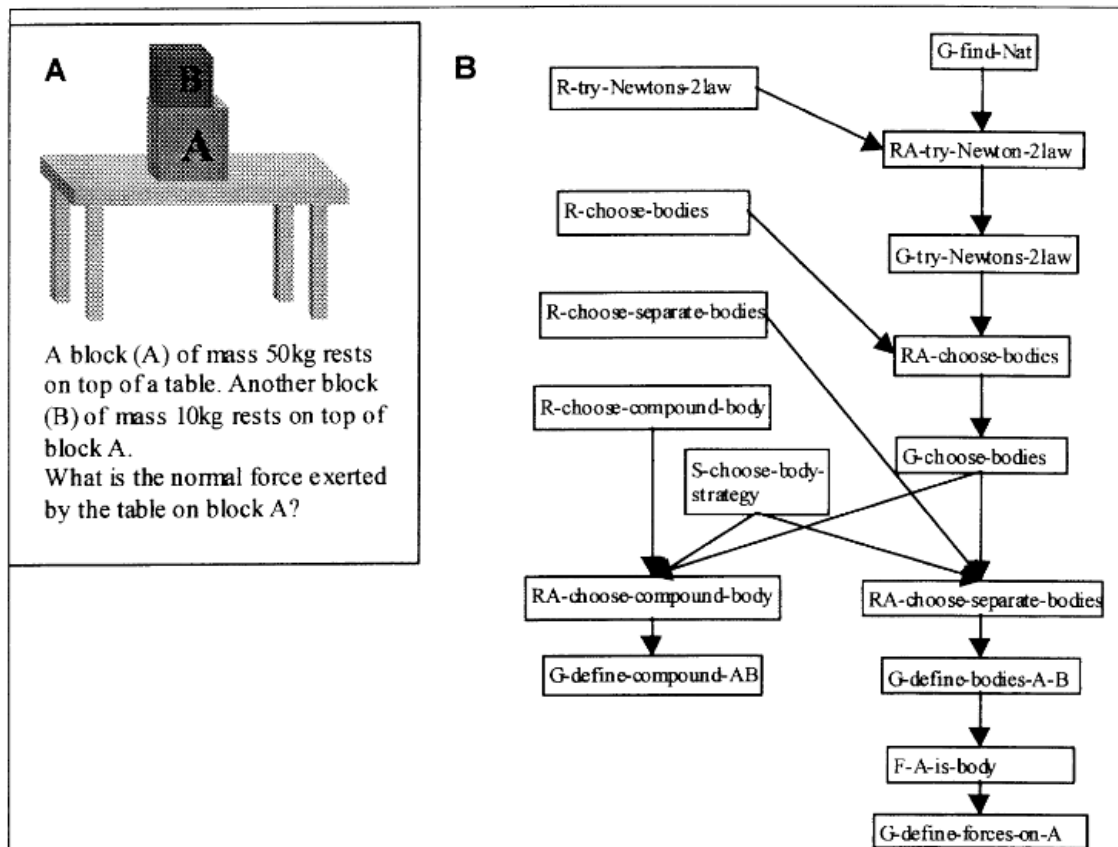 A
B
A
A block (A) of mass 50kg rests
on top of a table. Another block
(B) of mass 10kg rests on top of
block A.
What is the normal force exerted
by the table on block A?
B
G-find-Nat
R-try-Newtons-2law
RA-try-Newton-2law
R-choose-bodies
G-try-Newtons-2law
R-choose-separate-bodies
RA-choose-bodies
R-choose-compound-body
G-choose-bodies
S-choose-body-
strategy
RA-choose-compound-body
RA-choose-separate-bodies
G-define-compound-AB
G-define-bodies-A-B
F-A-is-body
G-define-forces-on-A